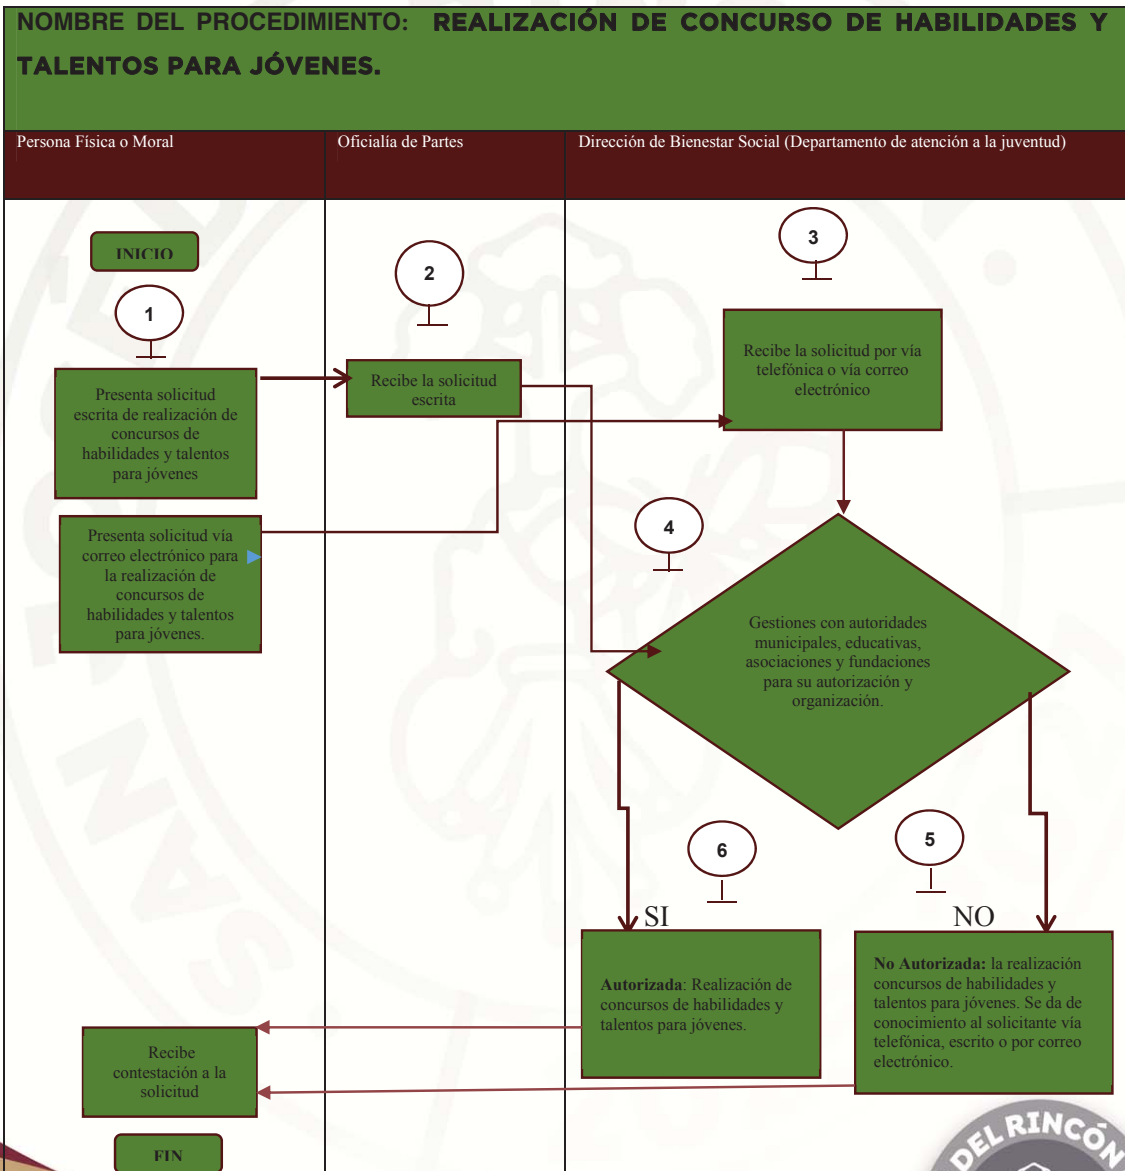 NOMBRE DEL PROCEDIMIENTO: REALIZACIÓN DE CONCURSO DE HABILIDADES Y
TALENTOS PARA JÓVENES.
Persona Física o Moral
Oficialía de Partes
Dirección de Bienestar Social (Departamento de atención a la juventud)
INICIO
1
2
3
Presenta solicitud
escrita de realización de
concursos de
habilidades y talentos
para jóvenes
Recibe la solicitud
escrita
Recibe la solicitud por vía
telefónica o vía correo
electrónico
Presenta solicitud vía
correo electrónico para
la realización de
concursos de
habilidades y talentos
para jóvenes.
4
Gestiones con autoridades
municipales, educativas,
asociaciones y fundaciones
para su autorización y
organización.
6
5
SI
NO
Autorizada: Realización de
concursos de habilidades y
talentos para jóvenes.
No Autorizada: la realización
concursos de habilidades y
talentos para jóvenes. Se da de
conocimiento al solicitante vía
telefónica, escrito o por correo
electrónico.
Recibe
contestación a la
solicitud
FIN
DEL RINCÓN